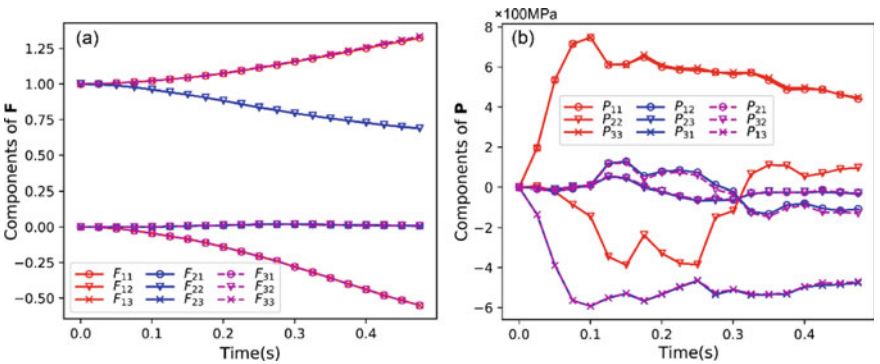 (a)
Components of F
1.25
1.00
0.75
0.50
0.25
0.00
−0.25
−0.50
F11 F21 F31
F12 F22 F32
F13 F23 F33
0.0 0.1 0.2 0.3 0.4
Time(s)
×100MPa
(b)
Components of P
8
6
4
2
0
−2
−4
−6
P11 P12 P21
P22 P23 P32
P33 P31 P13
0.0 0.1 0.2 0.3 0.4
Time(s)